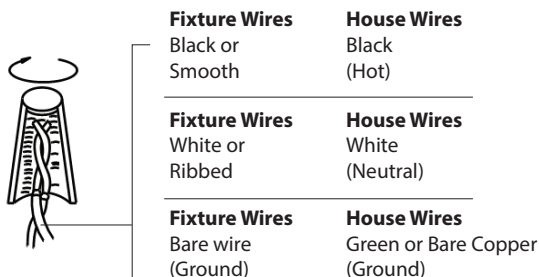 Fixture Wires House Wires
Black or Black
Smooth (Hot)
Fixture Wires House Wires
White or White
Ribbed (Neutral)
Fixture Wires House Wires
Bare wire Green or Bare Copper
(Ground) (Ground)